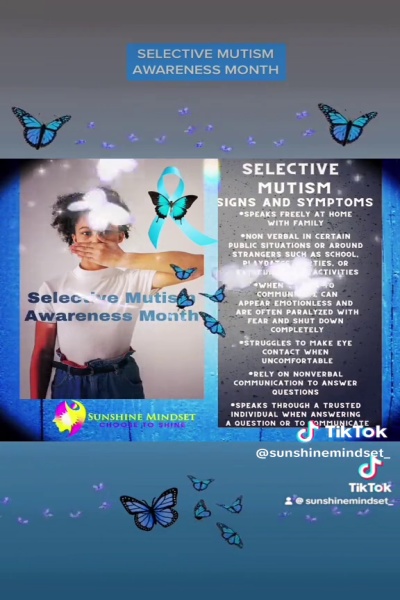 SELECTIVE MUTISM
AWARENESS MONTH
SELECTIVE
MUTISM
SIGNS AND SYMPTOMS
*SPEAKS FREELY AT HOME
WITH FAMILY
*NON VERBAL IN CERTAIN
PUBLIC SITUATIONS OR AROUND
STRANGERS SUCH AS SCHOOL,
OR
ACTIVITIES
*WHEN TO
CAN
APPEAR EMOTIONLESS AND
ARE OFTEN PARALYZED WITH
FEAR AND SHUT DOWN
COMPLETELY
*STRUGGLES TO MAKE EYE
CONTACT WHEN
UNCOMFORTABLE
*RELY ON NONVERBAL
COMMUNICATION TO ANSWER
QUESTIONS
*SPEAKS THROUGH A TRUSTED
INDIVIDUAL WHEN ANSWERING
A QUESTION OR TO COMMUNICATE
Selective Mutism
Awareness Month
SUNSHINE MINDSET
CHOOSE TO SHINE
TikTok
@sunshinemindset_
TikTok
@ sunshinemindset_